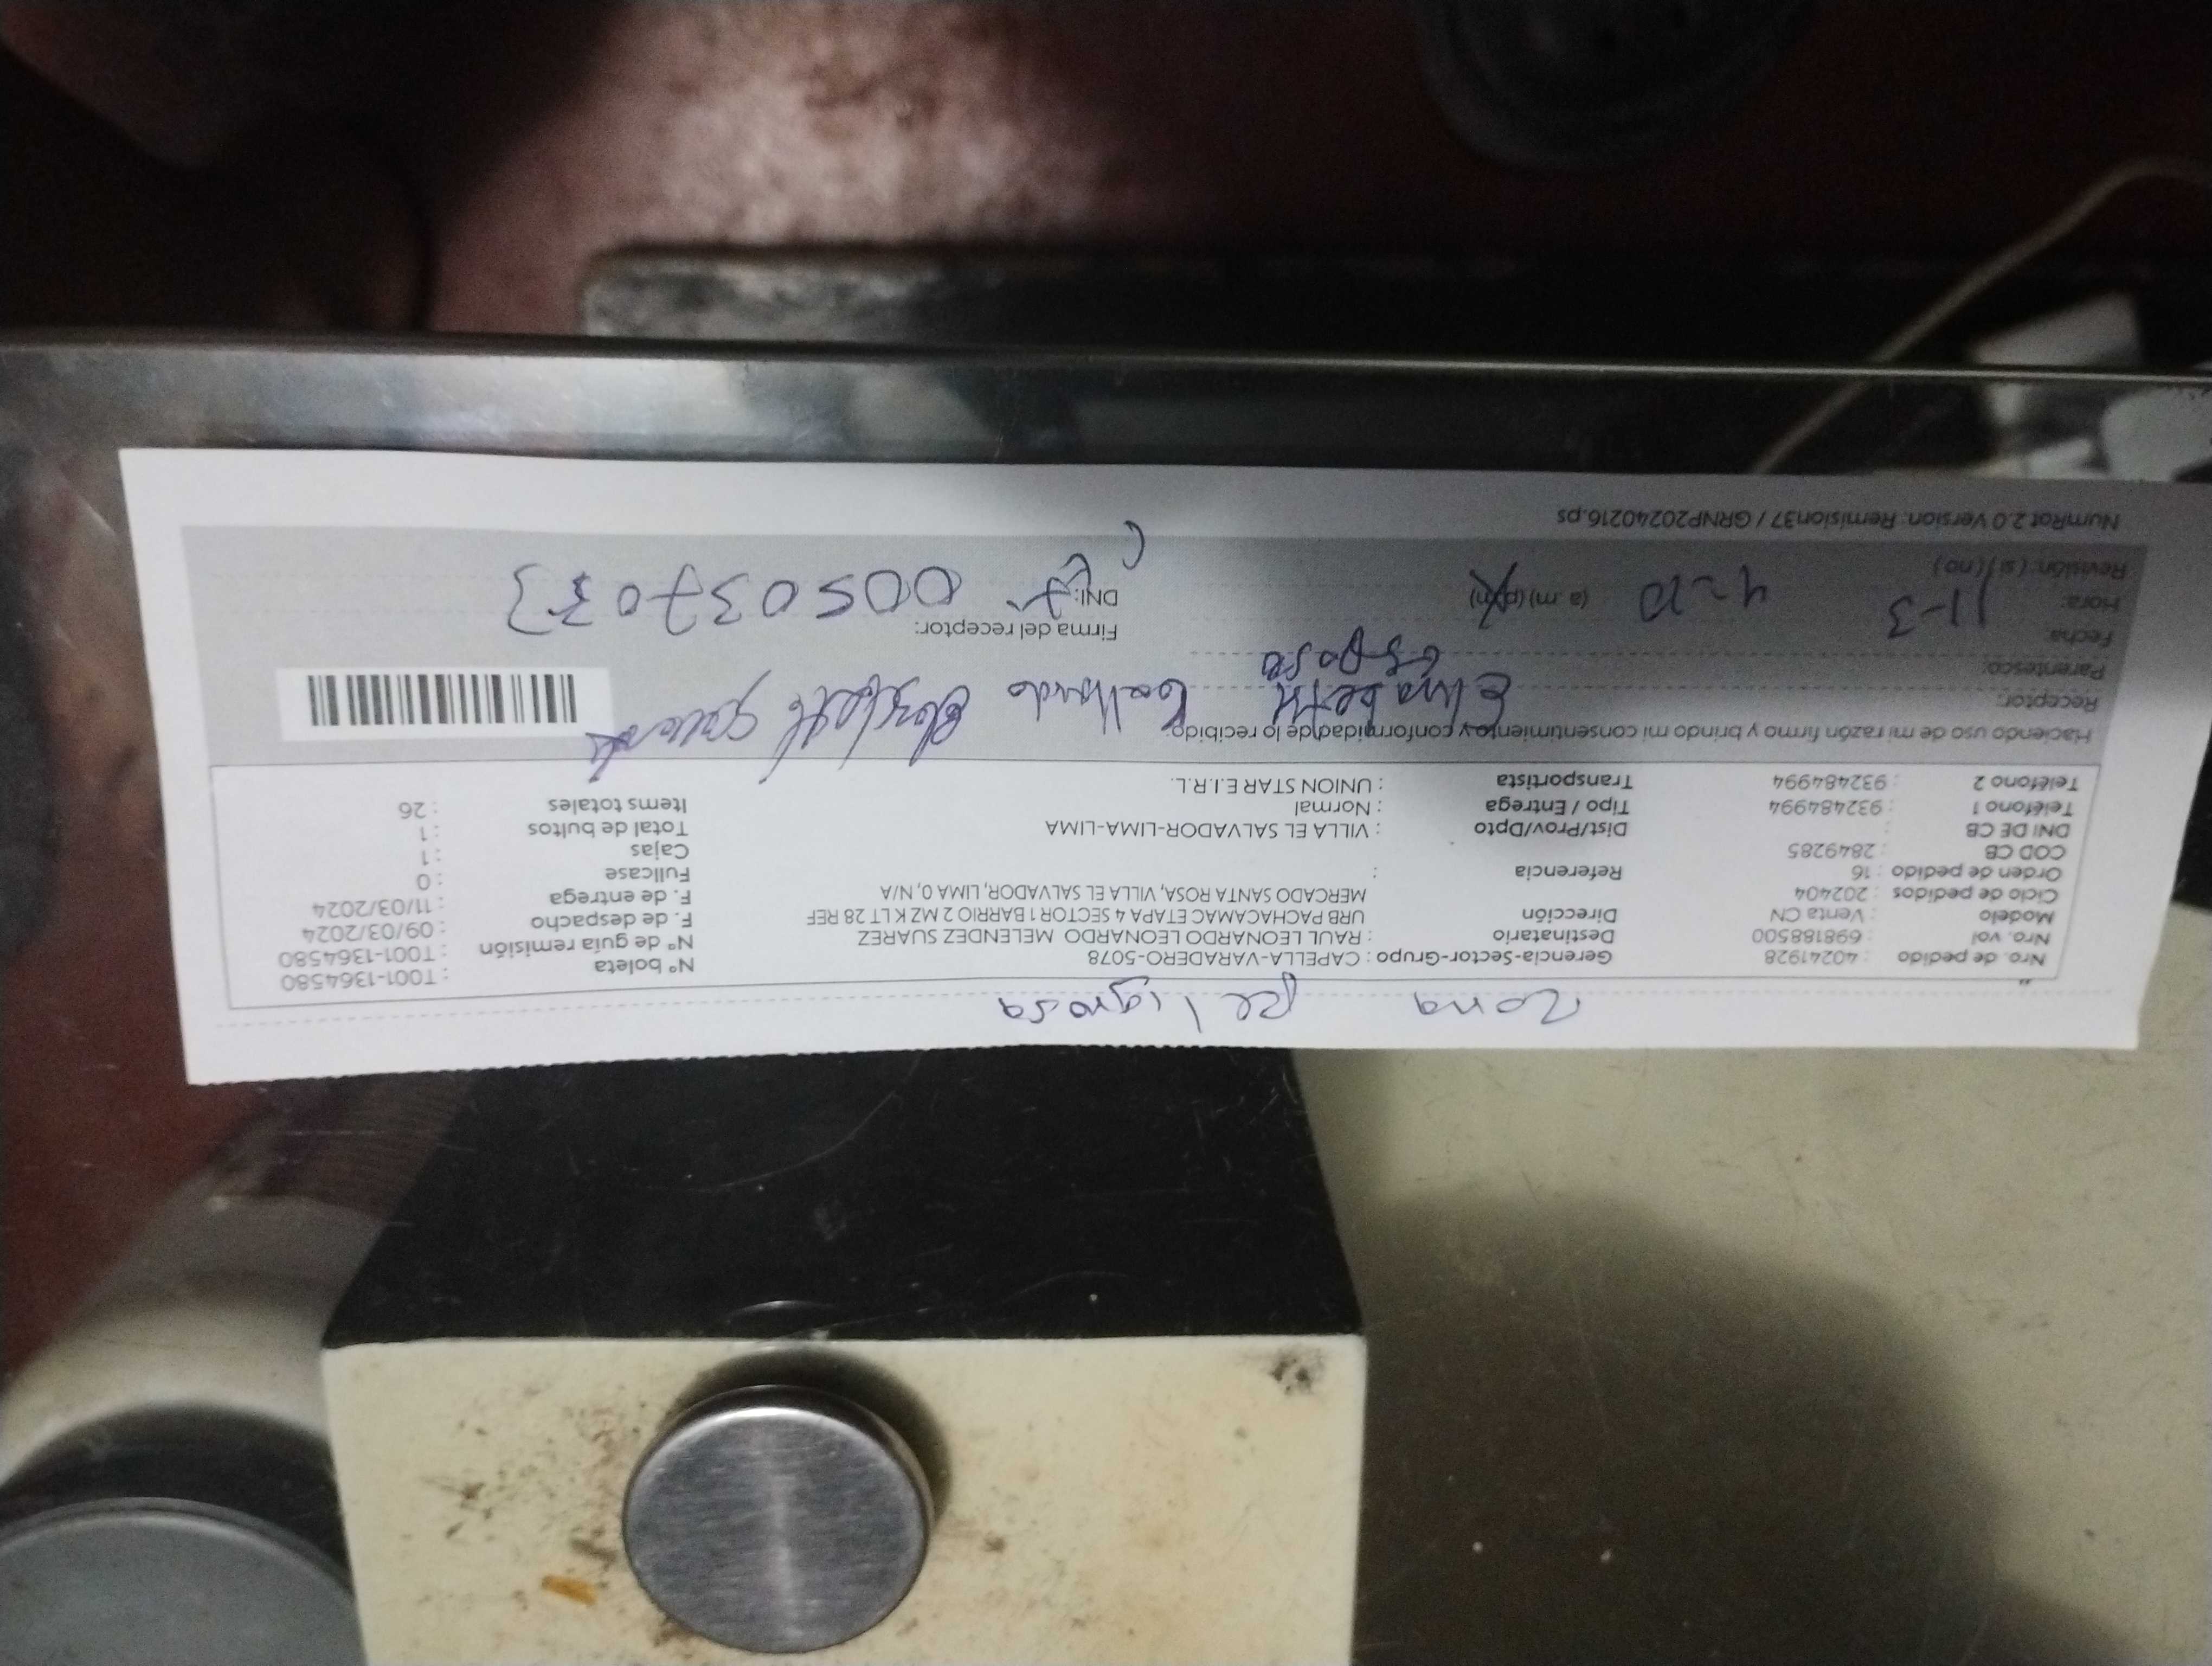 Zona peligrosa
Nro. de pedido : 40241928 Gerencia-Sector-Grupo : CAPELLA-VARADERO-5078 N° boleta : T001-1364580
Nro. vol : 698188500 Destinatario : RAUL LEONARDO LEONARDO MELENDEZ SUAREZ N° de guía remisión : T001-1364580
Modelo : Venta CN Dirección URB PACHACAMAC ETAPA 4 SECTOR 1 BARRIO 2 MZ K LT 28 REF F. de despacho : 09/03/2024
Ciclo de pedidos : 202404 MERCADO SANTA ROSA, VILLA EL SALVADOR, LIMA 0, N/A F. de entrega : 11/03/2024
Orden de pedido : 16 Referencia : Fullcase : 0
COD CB : 2849285 Cajas : 1
DNI DE CB : Dist/Prov/Dpto : VILLA EL SALVADOR-LIMA-LIMA Total de bultos : 1
Teléfono 1 : 932484994 Tipo / Entrega : Normal Items totales : 26
Teléfono 2 : 932484994 Transportista : UNION STAR E.I.R.L.
Haciendo uso de mi razón firmo y brindo mi consentimiento y conformidad de lo recibido.
Receptor: Elizabeth Gallardo
Parentesco esposa
Fecha 11-3 Firma del receptor:
Hora: 4-10 (a.m) (p.m) DNI:
Revisión: (si) (no)
NumRot 2.0 Version: Remision37 / GRNP20240216.ps